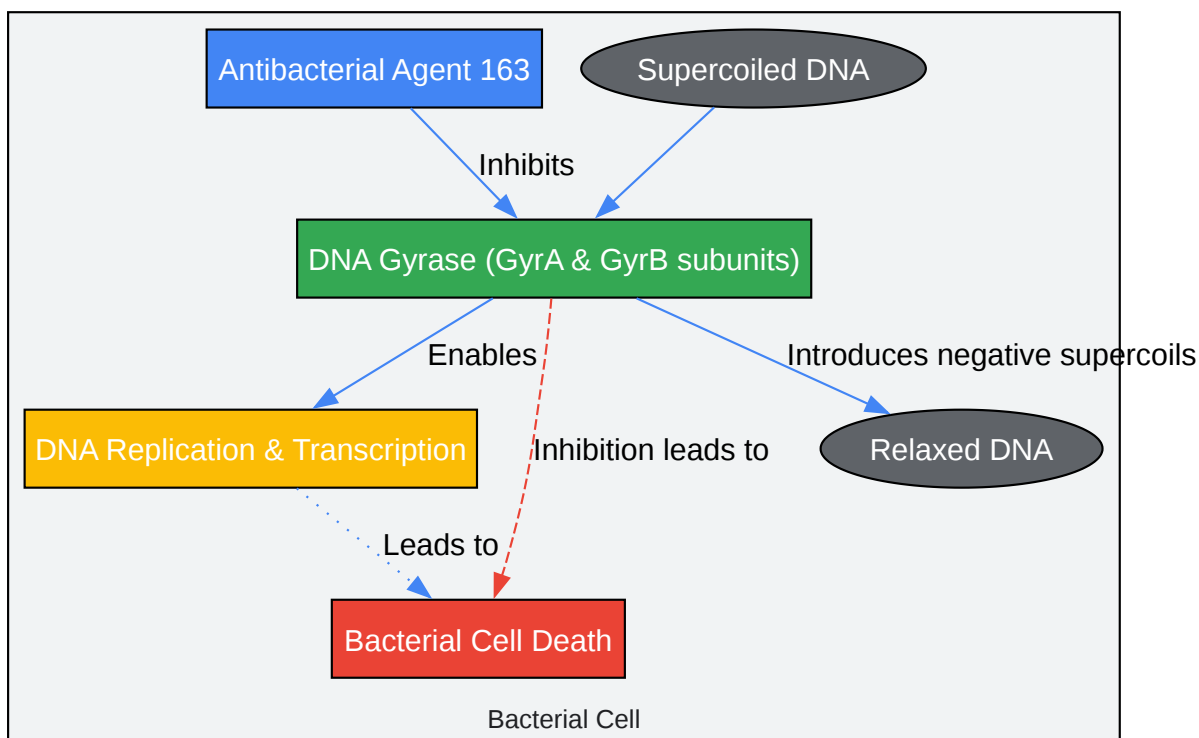 Antibacterial Agent 163
Supercoiled DNA
Inhibits
DNA Gyrase (GyrA & GyrB subunits)
Enables
Introduces negative supercoils
DNA Replication & Transcription
Inhibition leads to
Relaxed DNA
Leads to
Bacterial Cell Death
Bacterial Cell